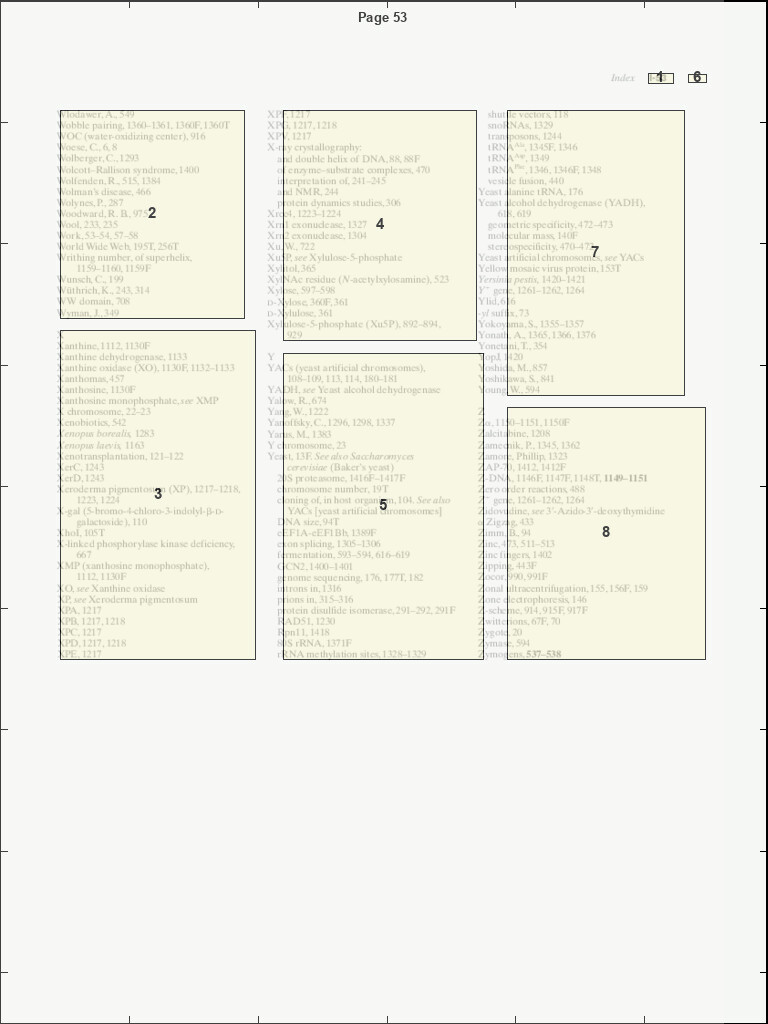 Page 53
Index
1
6
Wlodawer, A., 549
Wobble pairing, 1360–1361, 1360F, 1360T
WOC (water-oxidizing center), 916
Woese, C., 6, 8
Wolberger, C., 1293
Wolcott–Rallison syndrome, 1400
Wolfenden, R., 515, 1384
Wolman's disease, 466
Wolynes, P., 287
Woodward, R. B., 975
2
Wool, 233, 235
Work, 53–54, 57–58
World Wide Web, 195T, 256T
Writhing number, of superhelix,
1159–1160, 1159F
Wunsch, C., 199
Wüthrich, K., 243, 314
WW domain, 708
Wyman, J., 349
X
Xanthine, 1112, 1130F
Xanthine dehydrogenase, 1133
Xanthine oxidase (XO), 1130F, 1132–1133
Xanthomas, 457
Xanthosine, 1130F
Xanthosine monophosphate, see XMP
X chromosome, 22–23
Xenobiotics, 542
Xenopus borealis, 1283
Xenopus laevis, 1163
Xenotransplantation, 121–122
XerC, 1243
XerD, 1243
Xeroderma pigmentosum (XP), 1217–1218,
3
1223, 1224
X-gal (5-bromo-4-chloro-3-indolyl-β-D-
galactoside), 110
XhoI, 105T
X-linked phosphorylase kinase deficiency,
667
XMP (xanthosine monophosphate),
1112, 1130F
XO, see Xanthine oxidase
XP, see Xeroderma pigmentosum
XPA, 1217
XPB, 1217, 1218
XPC, 1217
XPD, 1217, 1218
XPE, 1217
XPF, 1217
XPG, 1217, 1218
XPV, 1217
X-ray crystallography:
and double helix of DNA, 88, 88F
of enzyme–substrate complexes, 470
interpretation of, 241–245
and NMR, 244
protein dynamics studies, 306
Xrcc4, 1223–1224
Xrn1 exonuclease, 1327
4
Xrn2 exonuclease, 1304
Xu, W., 722
Xu5P, see Xylulose-5-phosphate
Xylitol, 365
XylNAc residue (N-acetylxylosamine), 523
Xylose, 597–598
D-Xylose, 360F, 361
D-Xylulose, 361
Xylulose-5-phosphate (Xu5P), 892–894,
929
Y
YACs (yeast artificial chromosomes),
108–109, 113, 114, 180–181
YADH, see Yeast alcohol dehydrogenase
Yalow, R., 674
Yang, W., 1222
Yanoffsky, C., 1296, 1298, 1337
Yarus, M., 1383
Y chromosome, 23
Yeast, 13F. See also Saccharomyces
cerevisiae (Baker's yeast)
20S proteasome, 1416F–1417F
chromosome number, 19T
cloning of, in host organism, 104. See also
5
YACs [yeast artificial chromosomes]
DNA size, 94T
eEF1A-eEF1Bb, 1389F
exon splicing, 1305–1306
fermentation, 593–594, 616–619
GCN2, 1400–1401
genome sequencing, 176, 177T, 182
introns in, 1316
prions in, 315–316
protein disulfide isomerase, 291–292, 291F
RAD51, 1230
Rpn11, 1418
80S rRNA, 1371F
rRNA methylation sites, 1328–1329
shuttle vectors, 118
snoRNAs, 1329
transposons, 1244
tRNAAla, 1345F, 1346
tRNAAsp, 1349
tRNAPhe, 1346, 1346F, 1348
vesicle fusion, 440
Yeast alanine tRNA, 176
Yeast alcohol dehydrogenase (YADH),
618, 619
geometric specificity, 472–473
molecular mass, 140F
stereospecificity, 470–472
7
Yeast artificial chromosomes, see YACs
Yellow mosaic virus protein, 153T
Yersinia pestis, 1420–1421
Y⁻ gene, 1261–1262, 1264
Ylid, 616
-yl suffix, 73
Yokoyama, S., 1355–1357
Yonath, A., 1365, 1366, 1376
Yonetani, T., 354
YopJ, 1420
Yoshida, M., 857
Yoshikawa, S., 841
Young, W., 594
Z
Zα, 1150–1151, 1150F
Zalcitabine, 1208
Zamecnik, P., 1345, 1362
Zamore, Phillip, 1323
ZAP-70, 1412, 1412F
Z-DNA, 1146F, 1147F, 1148T, 1149–1151
Zero order reactions, 488
Z⁻ gene, 1261–1262, 1264
Zidovudine, see 3'-Azido-3'-deoxythymidine
α Zigzag, 433
Zimm, B., 94
8
Zinc, 473, 511–513
Zinc fingers, 1402
Zipping, 443F
Zocor, 990, 991F
Zonal ultracentrifugation, 155, 156F, 159
Zone electrophoresis, 146
Z-scheme, 914, 915F, 917F
Zwitterions, 67F, 70
Zygote, 20
Zymase, 594
Zymogens, 537–538